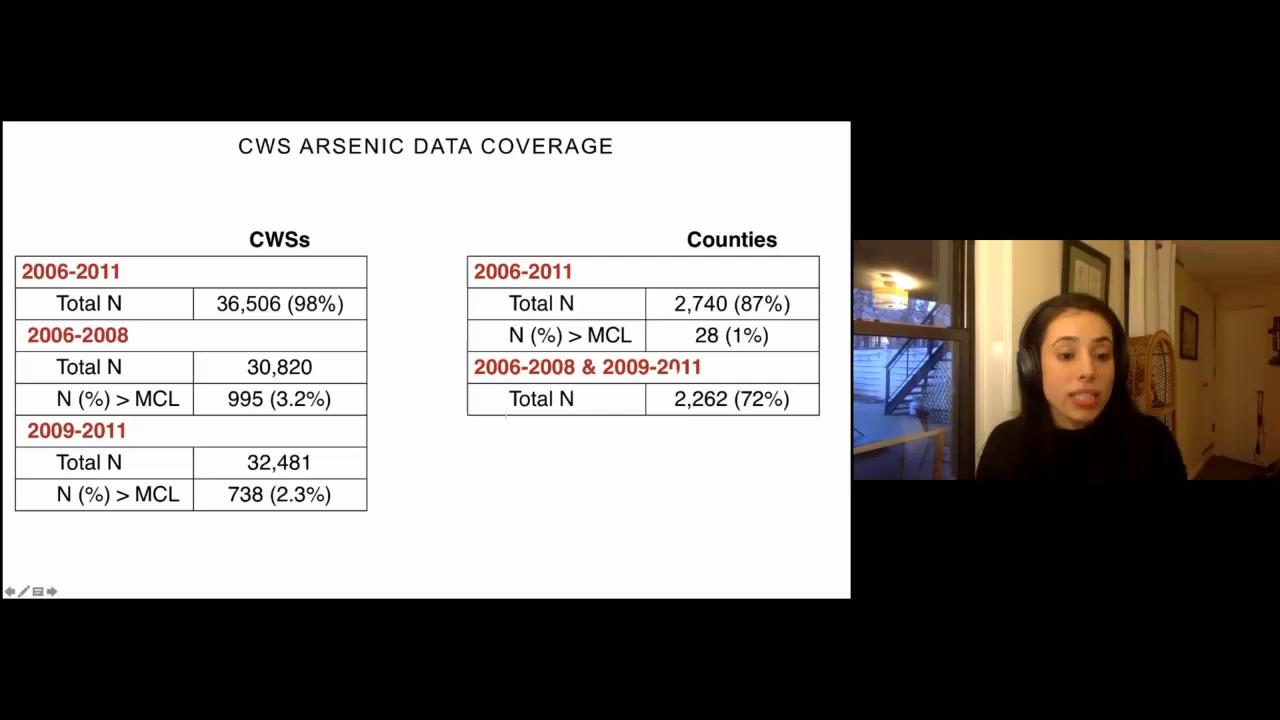 CWS ARSENIC DATA COVERAGE
CWSs
2006-2011
Total N 36,506 (98%)
2006-2008
Total N 30,820
N (%) > MCL 995 (3.2%)
2009-2011
Total N 32,481
N (%) > MCL 738 (2.3%)
Counties
2006-2011
Total N 2,740 (87%)
N (%) > MCL 28 (1%)
2006-2008 & 2009-2011
Total N 2,262 (72%)